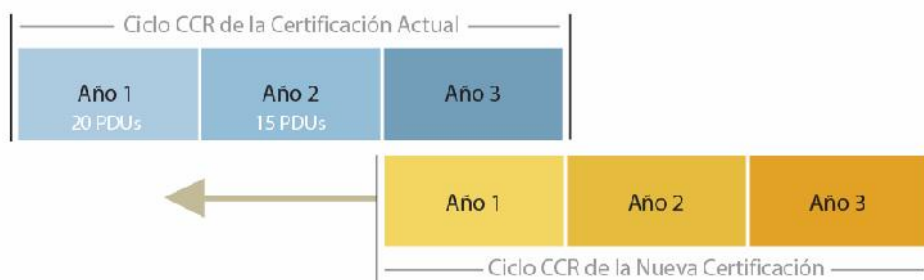 Ciclo CCR de la Certificación Actual
Año 1
20 PDUs
Año 2
15 PDUs
Año 3
Año 1
Año 2
Año 3
Ciclo CCR de la Nueva Certificación